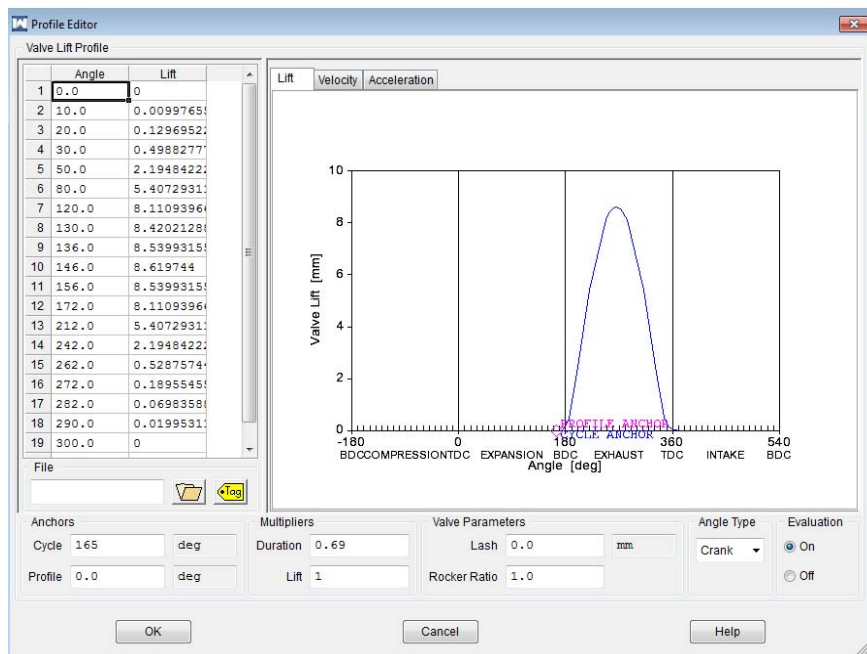 Profile Editor
Valve Lift Profile
Angle Lift
1 0.0 0
2 10.0 0.00997655
3 20.0 0.12969522
4 30.0 0.49882777
5 50.0 2.19484222
6 80.0 5.40729311
7 120.0 8.11093966
8 130.0 8.42021288
9 136.0 8.53993155
10 146.0 8.619744
11 156.0 8.53993155
12 172.0 8.11093966
13 212.0 5.40729311
14 242.0 2.19484222
15 262.0 0.52875744
16 272.0 0.18955455
17 282.0 0.06983588
18 290.0 0.01995311
19 300.0 0
File
Tag
Lift Velocity Acceleration
Valve Lift [mm]
10
8
6
4
2
0
PROFILE ANCHOR
CYCLE ANCHOR
-180 0 180 360 540
BDC COMPRESSION TDC EXPANSION BDC EXHAUST TDC INTAKE BDC
Angle [deg]
Anchors
Cycle 165 deg
Profile 0.0 deg
Multipliers
Duration 0.69
Lift 1
Valve Parameters
Lash 0.0 mm
Rocker Ratio 1.0
Angle Type
Crank
Evaluation
On
Off
OK Cancel Help